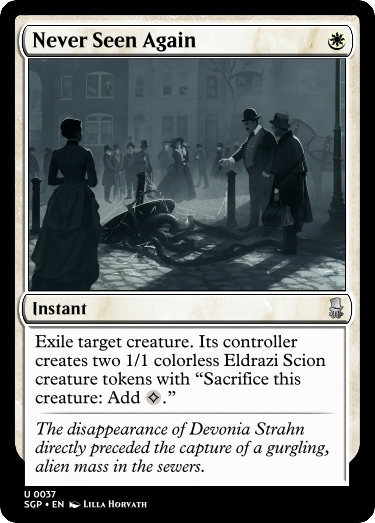 Never Seen Again
Instant
Exile target creature. Its controller
creates two 1/1 colorless Eldrazi Scion
creature tokens with “Sacrifice this
creature: Add .”
The disappearance of Devonia Strahn
directly preceded the capture of a gurgling,
alien mass in the sewers.
U 0037
SGP • EN Lilla Horvath